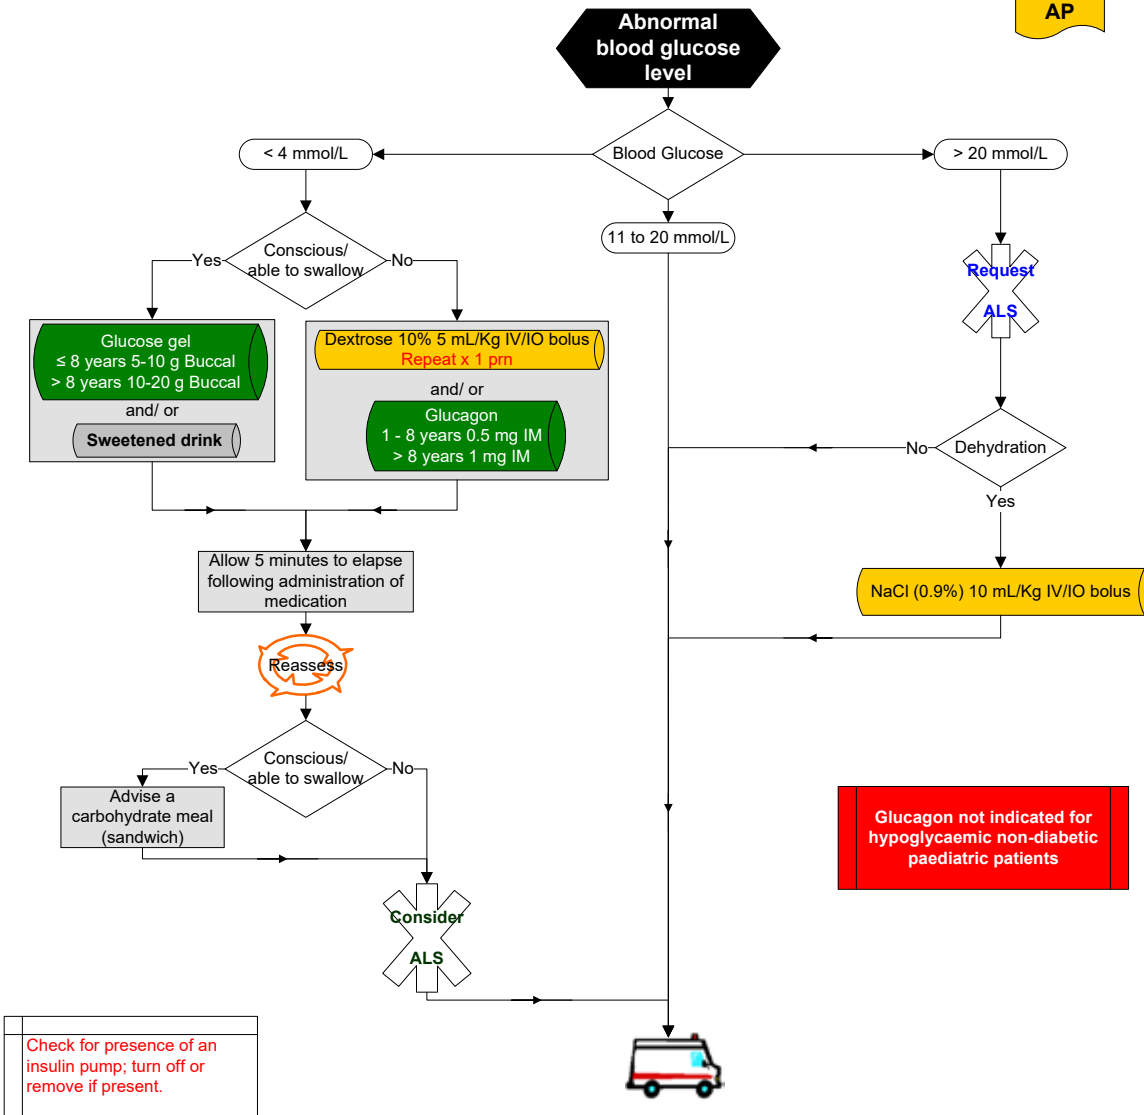 AP
Abnormal
blood glucose
level
< 4 mmol/L
Blood Glucose
> 20 mmol/L
11 to 20 mmol/L
Conscious/
able to swallow
Yes
No
Request
ALS
Glucose gel
≤ 8 years 5-10 g Buccal
> 8 years 10-20 g Buccal
and/ or
Sweetened drink
Dextrose 10% 5 mL/Kg IV/IO bolus
Repeat x 1 prn
and/ or
Glucagon
1 - 8 years 0.5 mg IM
> 8 years 1 mg IM
No
Dehydration
Yes
Allow 5 minutes to elapse
following administration of
medication
NaCl (0.9%) 10 mL/Kg IV/IO bolus
Reassess
Conscious/
able to swallow
Yes
No
Advise a
carbohydrate meal
(sandwich)
Glucagon not indicated for
hypoglycaemic non-diabetic
paediatric patients
Consider
ALS
Check for presence of an
insulin pump; turn off or
remove if present.